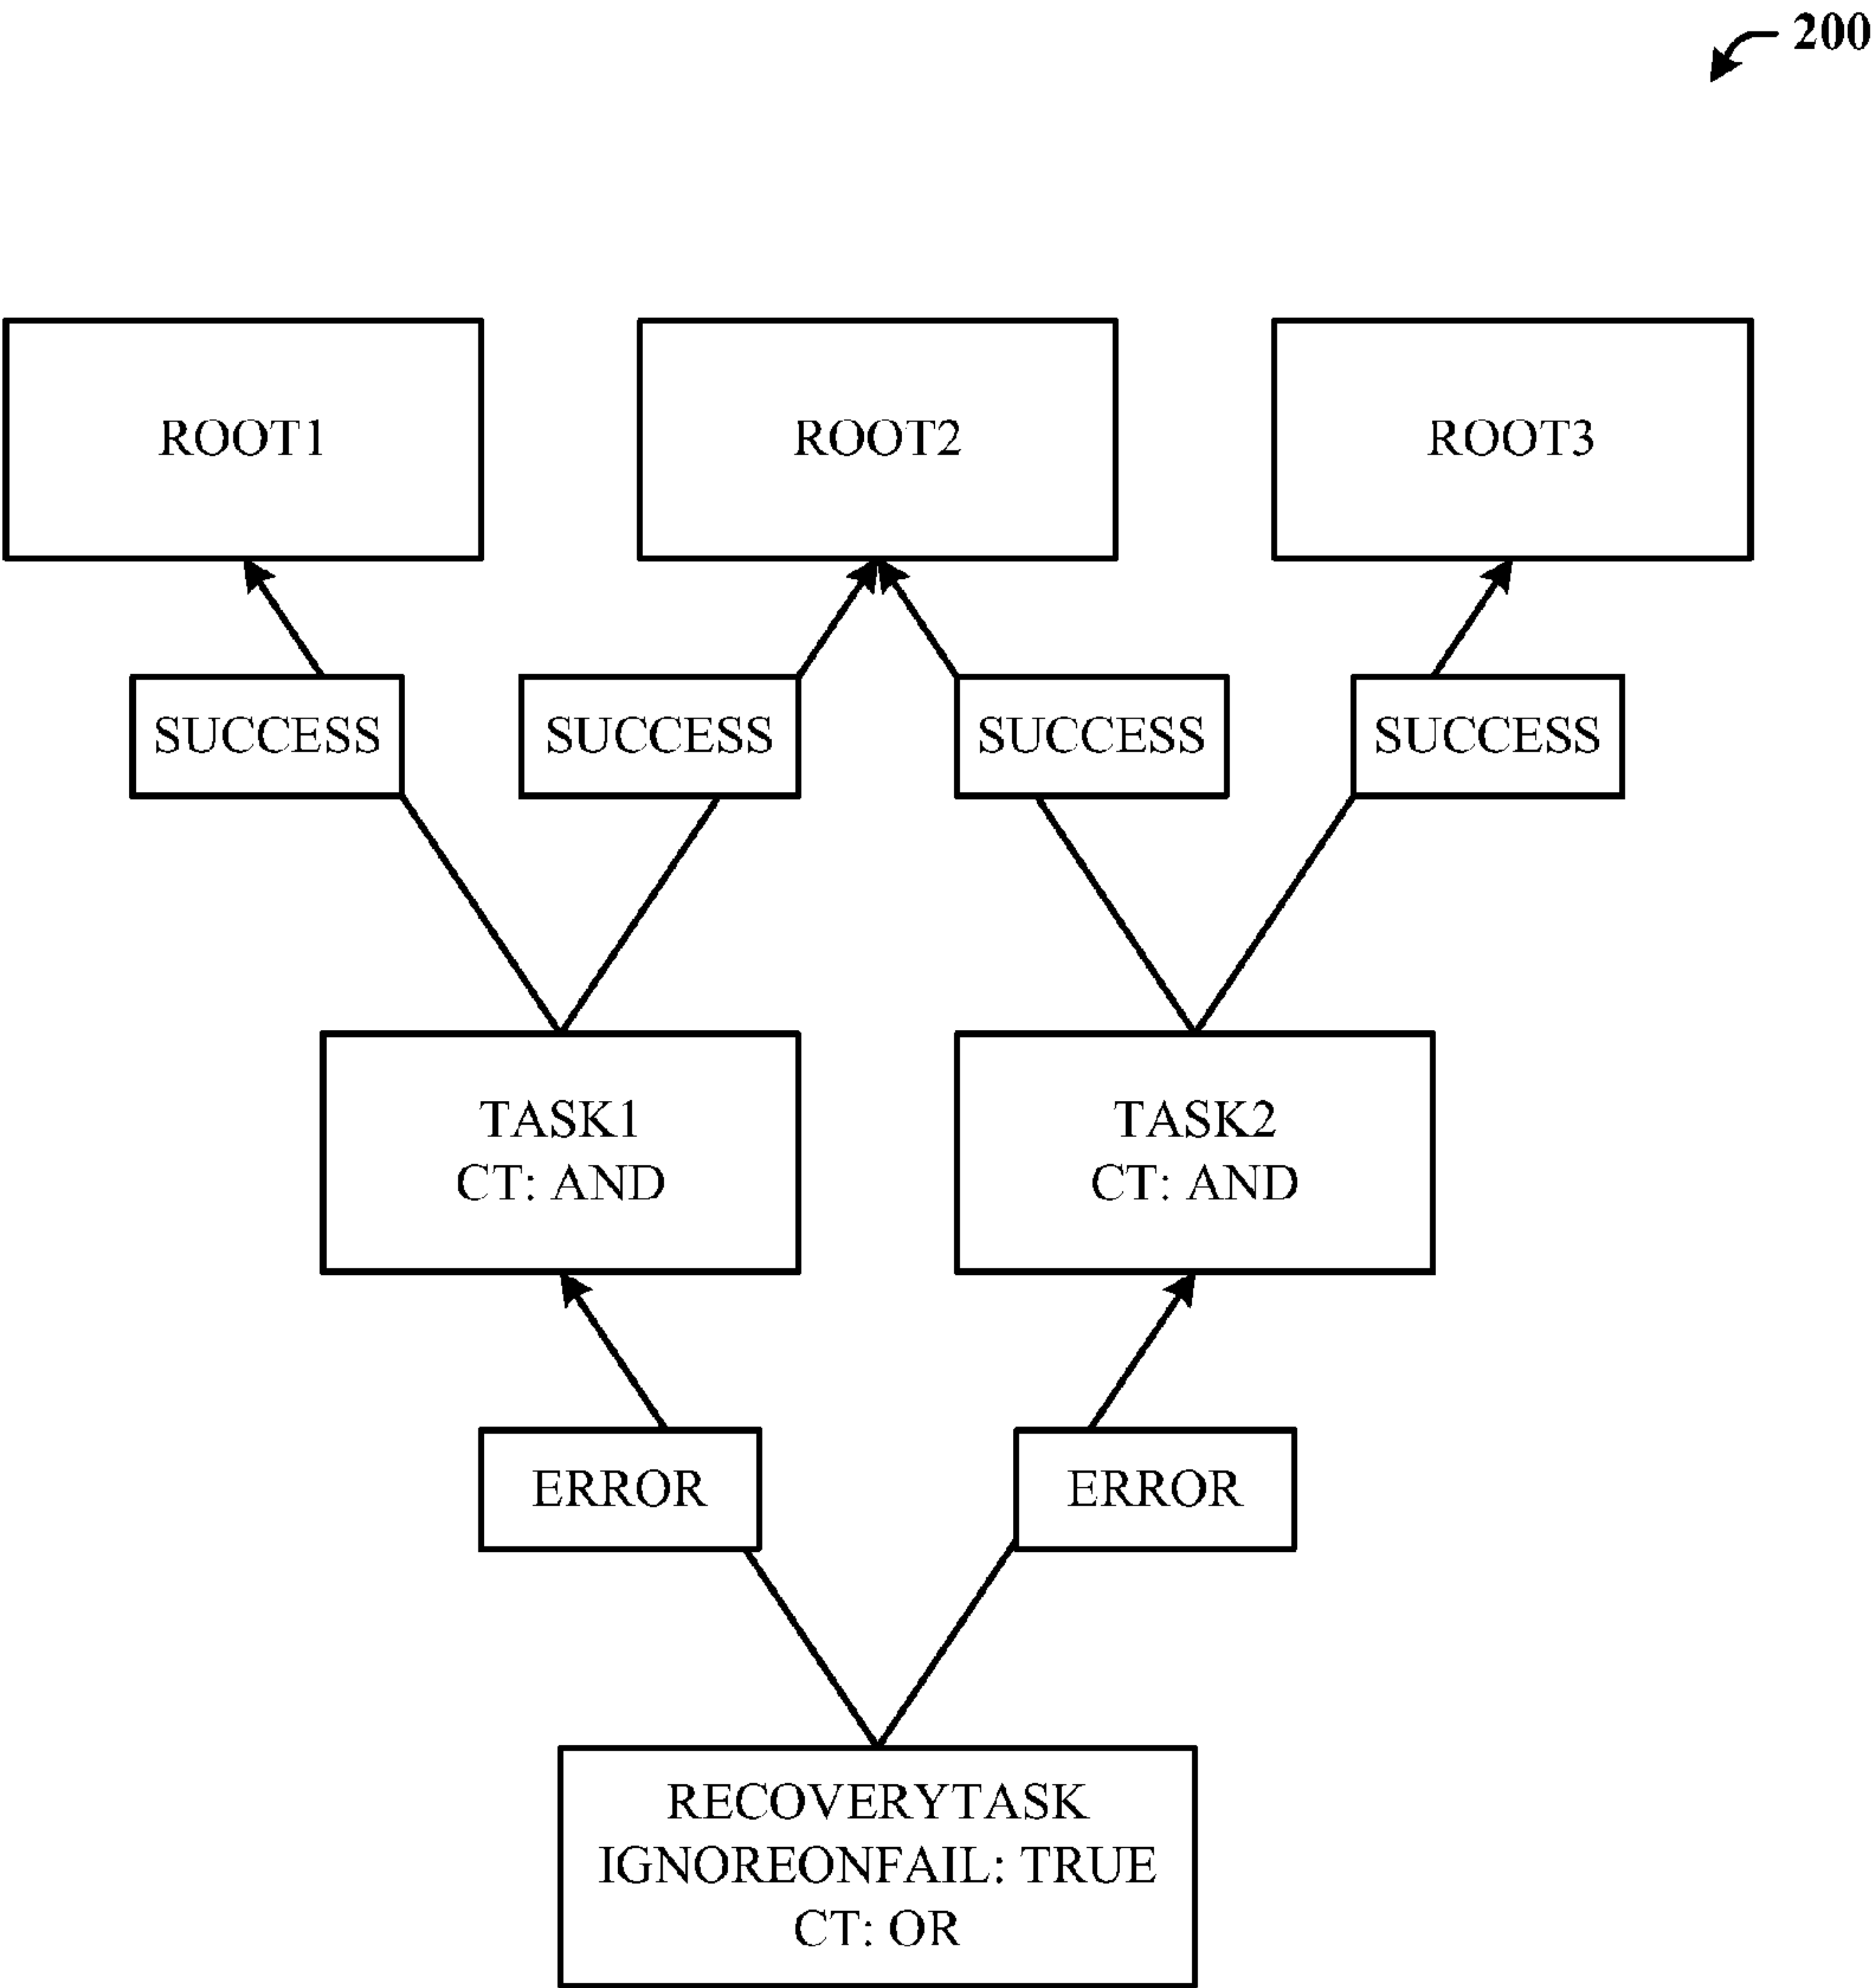 200
ROOT1
ROOT2
ROOT3
SUCCESS
SUCCESS
SUCCESS
SUCCESS
TASK1
CT: AND
TASK2
CT: AND
ERROR
ERROR
RECOVERYTASK
IGNOREONFAIL: TRUE
CT: OR